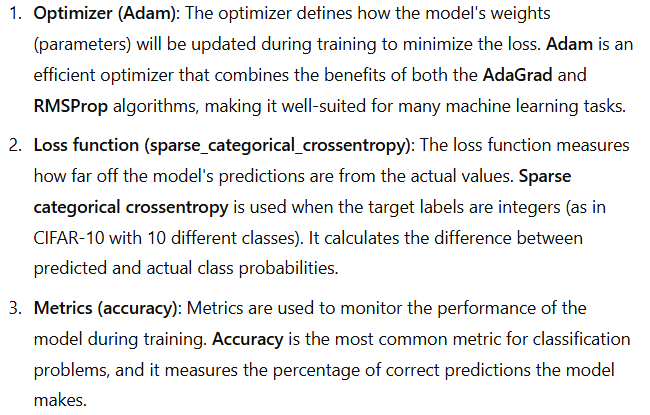 1. Optimizer (Adam): The optimizer defines how the model's weights
(parameters) will be updated during training to minimize the loss. Adam is an
efficient optimizer that combines the benefits of both the AdaGrad and
RMSProp algorithms, making it well-suited for many machine learning tasks.
2. Loss function (sparse_categorical_crossentropy): The loss function measures
how far off the model's predictions are from the actual values. Sparse
categorical crossentropy is used when the target labels are integers (as in
CIFAR-10 with 10 different classes). It calculates the difference between
predicted and actual class probabilities.
3. Metrics (accuracy): Metrics are used to monitor the performance of the
model during training. Accuracy is the most common metric for classification
problems, and it measures the percentage of correct predictions the model
makes.